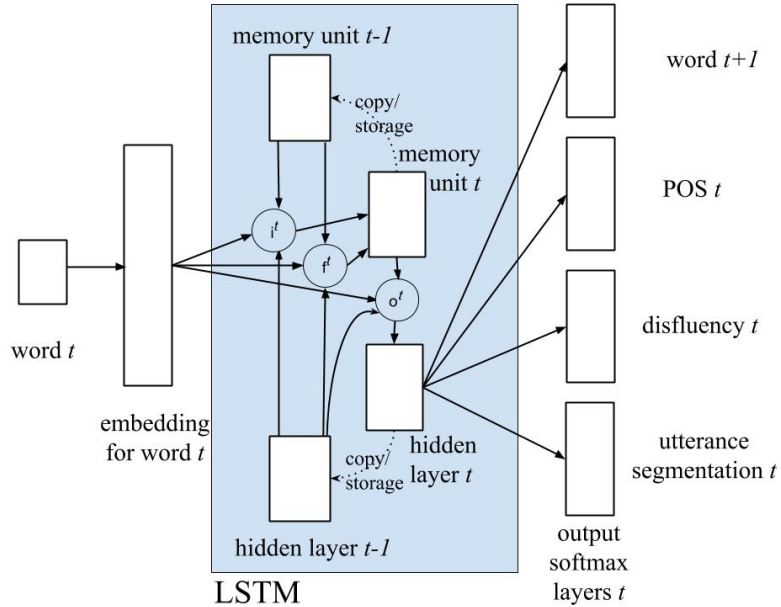 memory unit t-1
copy/
storage
memory
unit t
i^t
f^t
o^t
word t
embedding
for word t
copy/
storage
hidden
layer t
hidden layer t-1
LSTM
word t+1
POS t
disfluency t
utterance
segmentation t
output
softmax
layers t